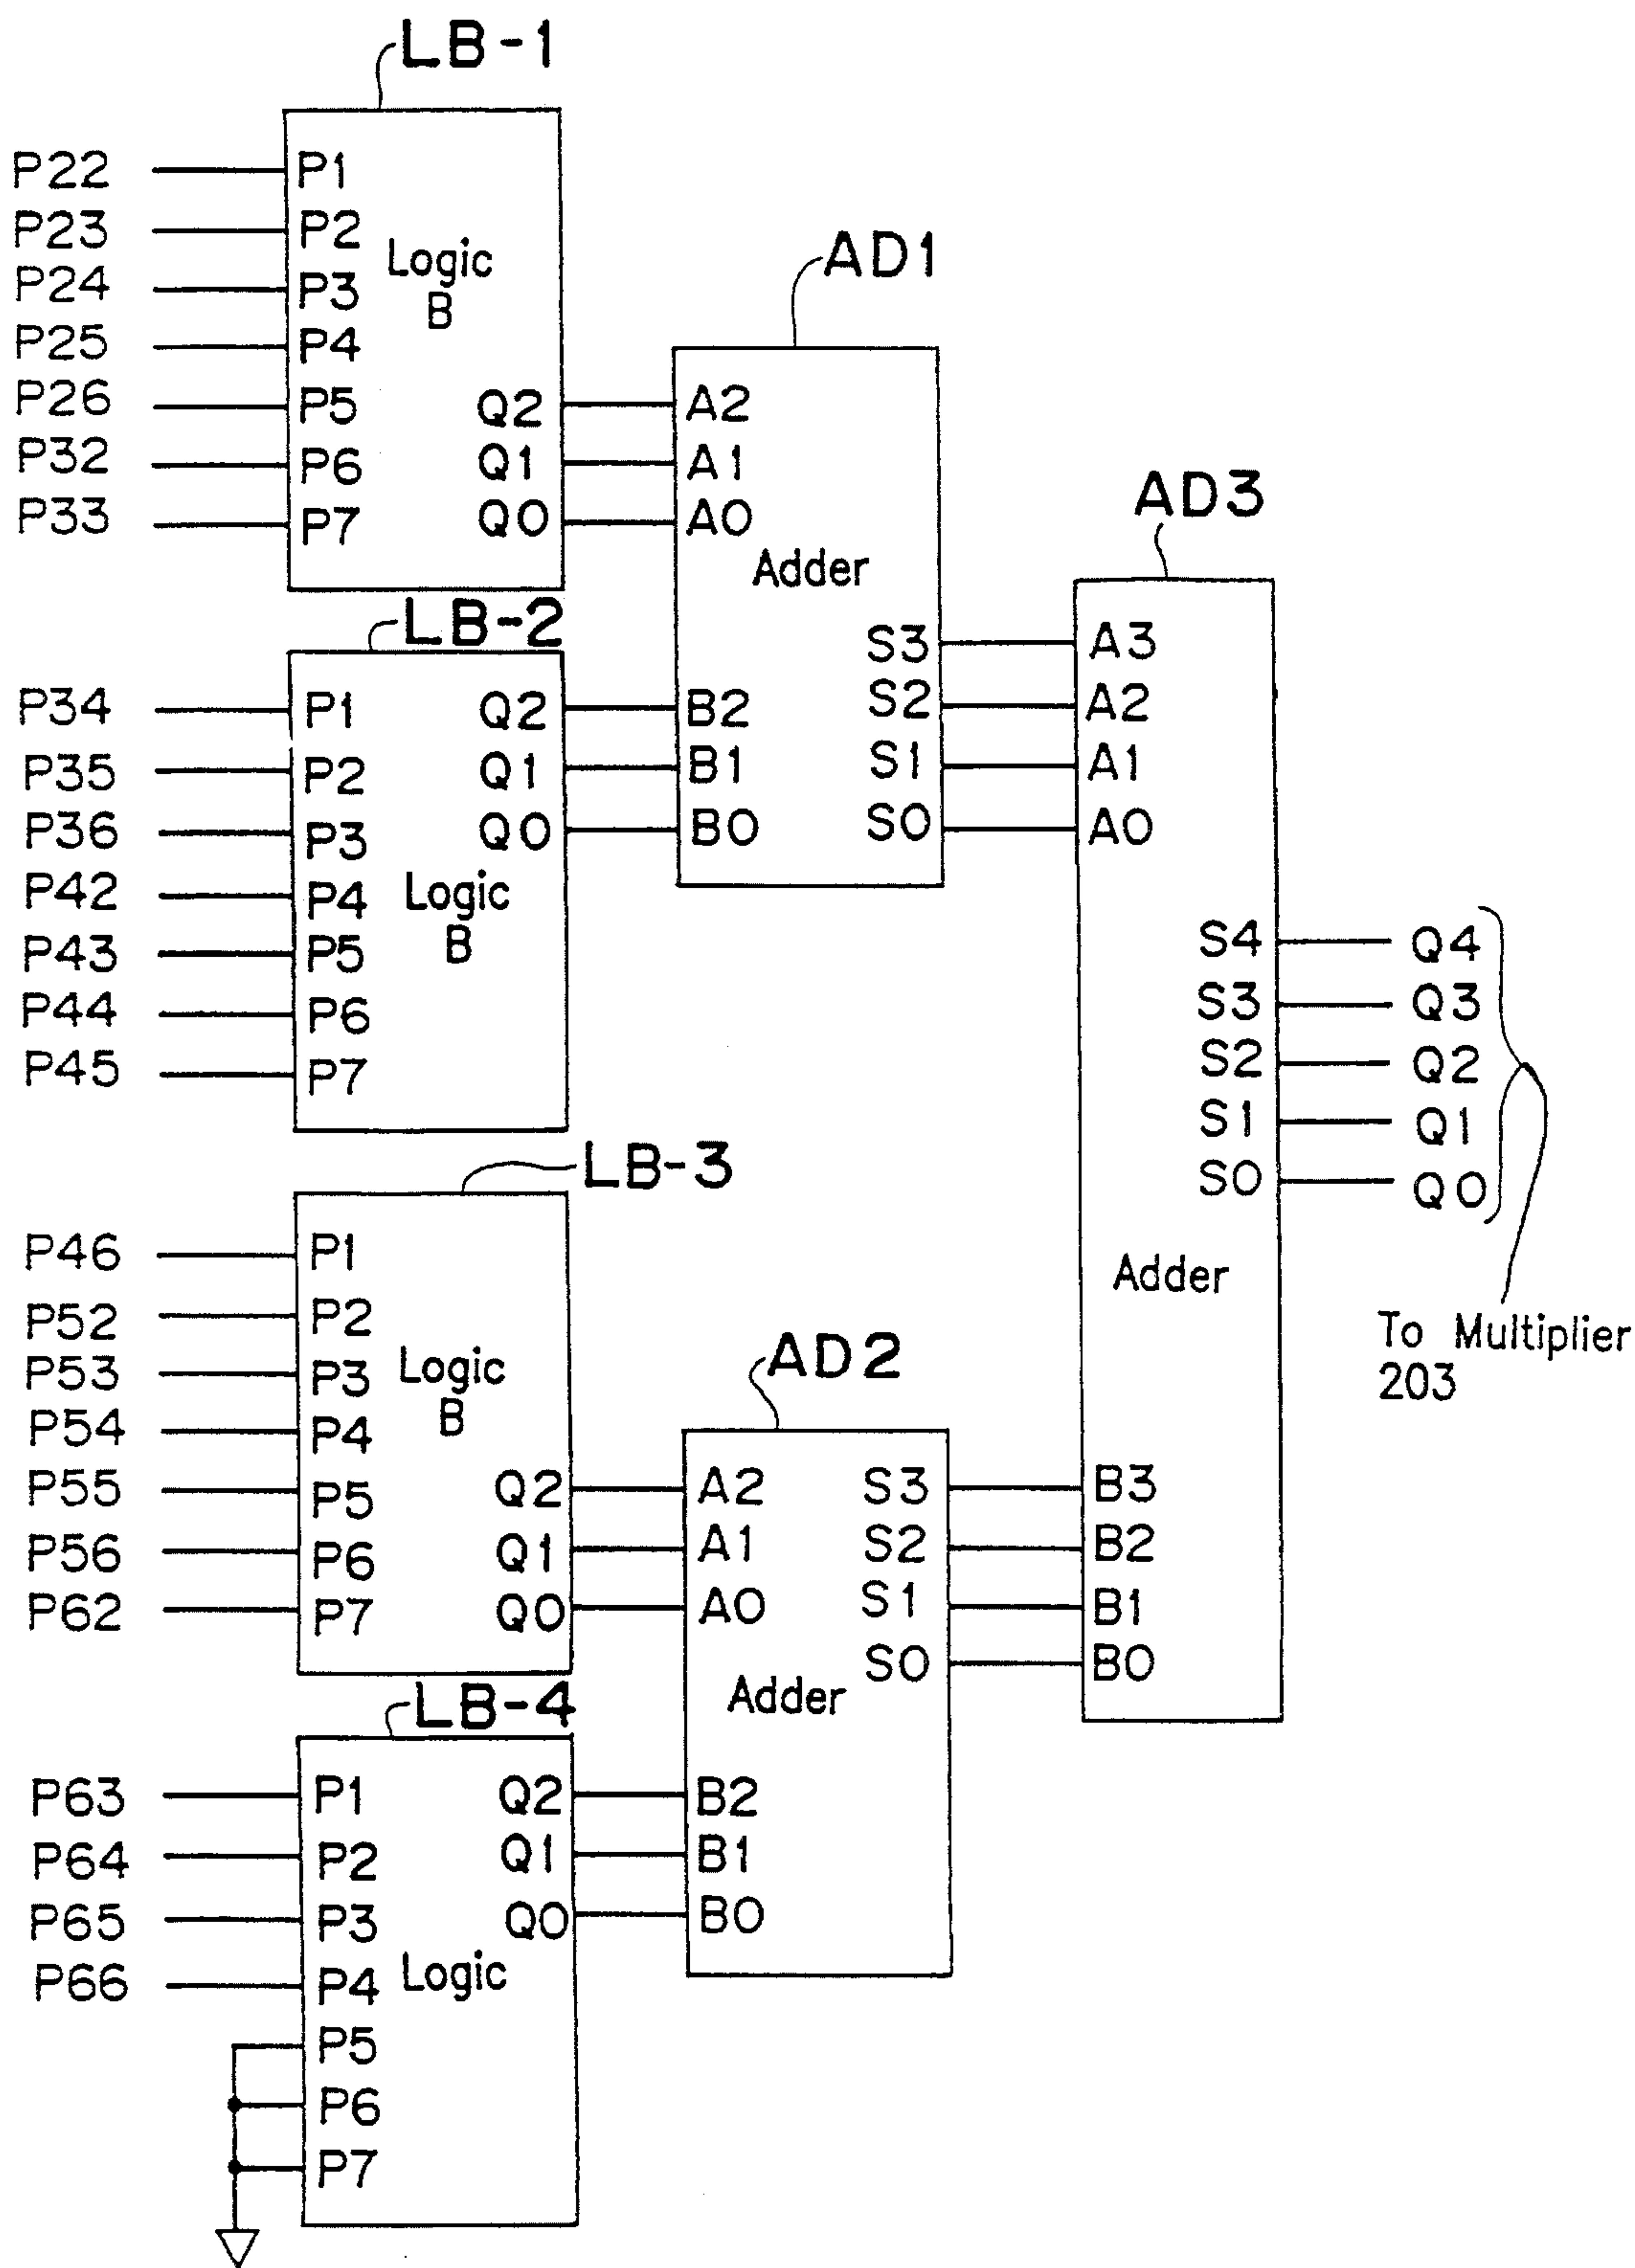 LB-1
P22 P1
P23 P2
P24 P3
P25 P4
P26 P5
P32 P6
P33 P7
Logic
B
Q2
Q1
Q0
LB-2
P34 P1
P35 P2
P36 P3
P42 P4
P43 P5
P44 P6
P45 P7
Logic
B
Q2
Q1
Q0
AD1
A2
A1
A0
Adder
B2
B1
B0
S3
S2
S1
S0
LB-3
P46 P1
P52 P2
P53 P3
P54 P4
P55 P5
P56 P6
P62 P7
Logic
B
Q2
Q1
Q0
LB-4
P63 P1
P64 P2
P65 P3
P66 P4
P5
P6
P7
Logic
Q2
Q1
Q0
AD2
A2
A1
A0
Adder
B2
B1
B0
S3
S2
S1
S0
AD3
A3
A2
A1
A0
Adder
B3
B2
B1
B0
S4 Q4
S3 Q3
S2 Q2
S1 Q1
S0 Q0
To Multiplier
203